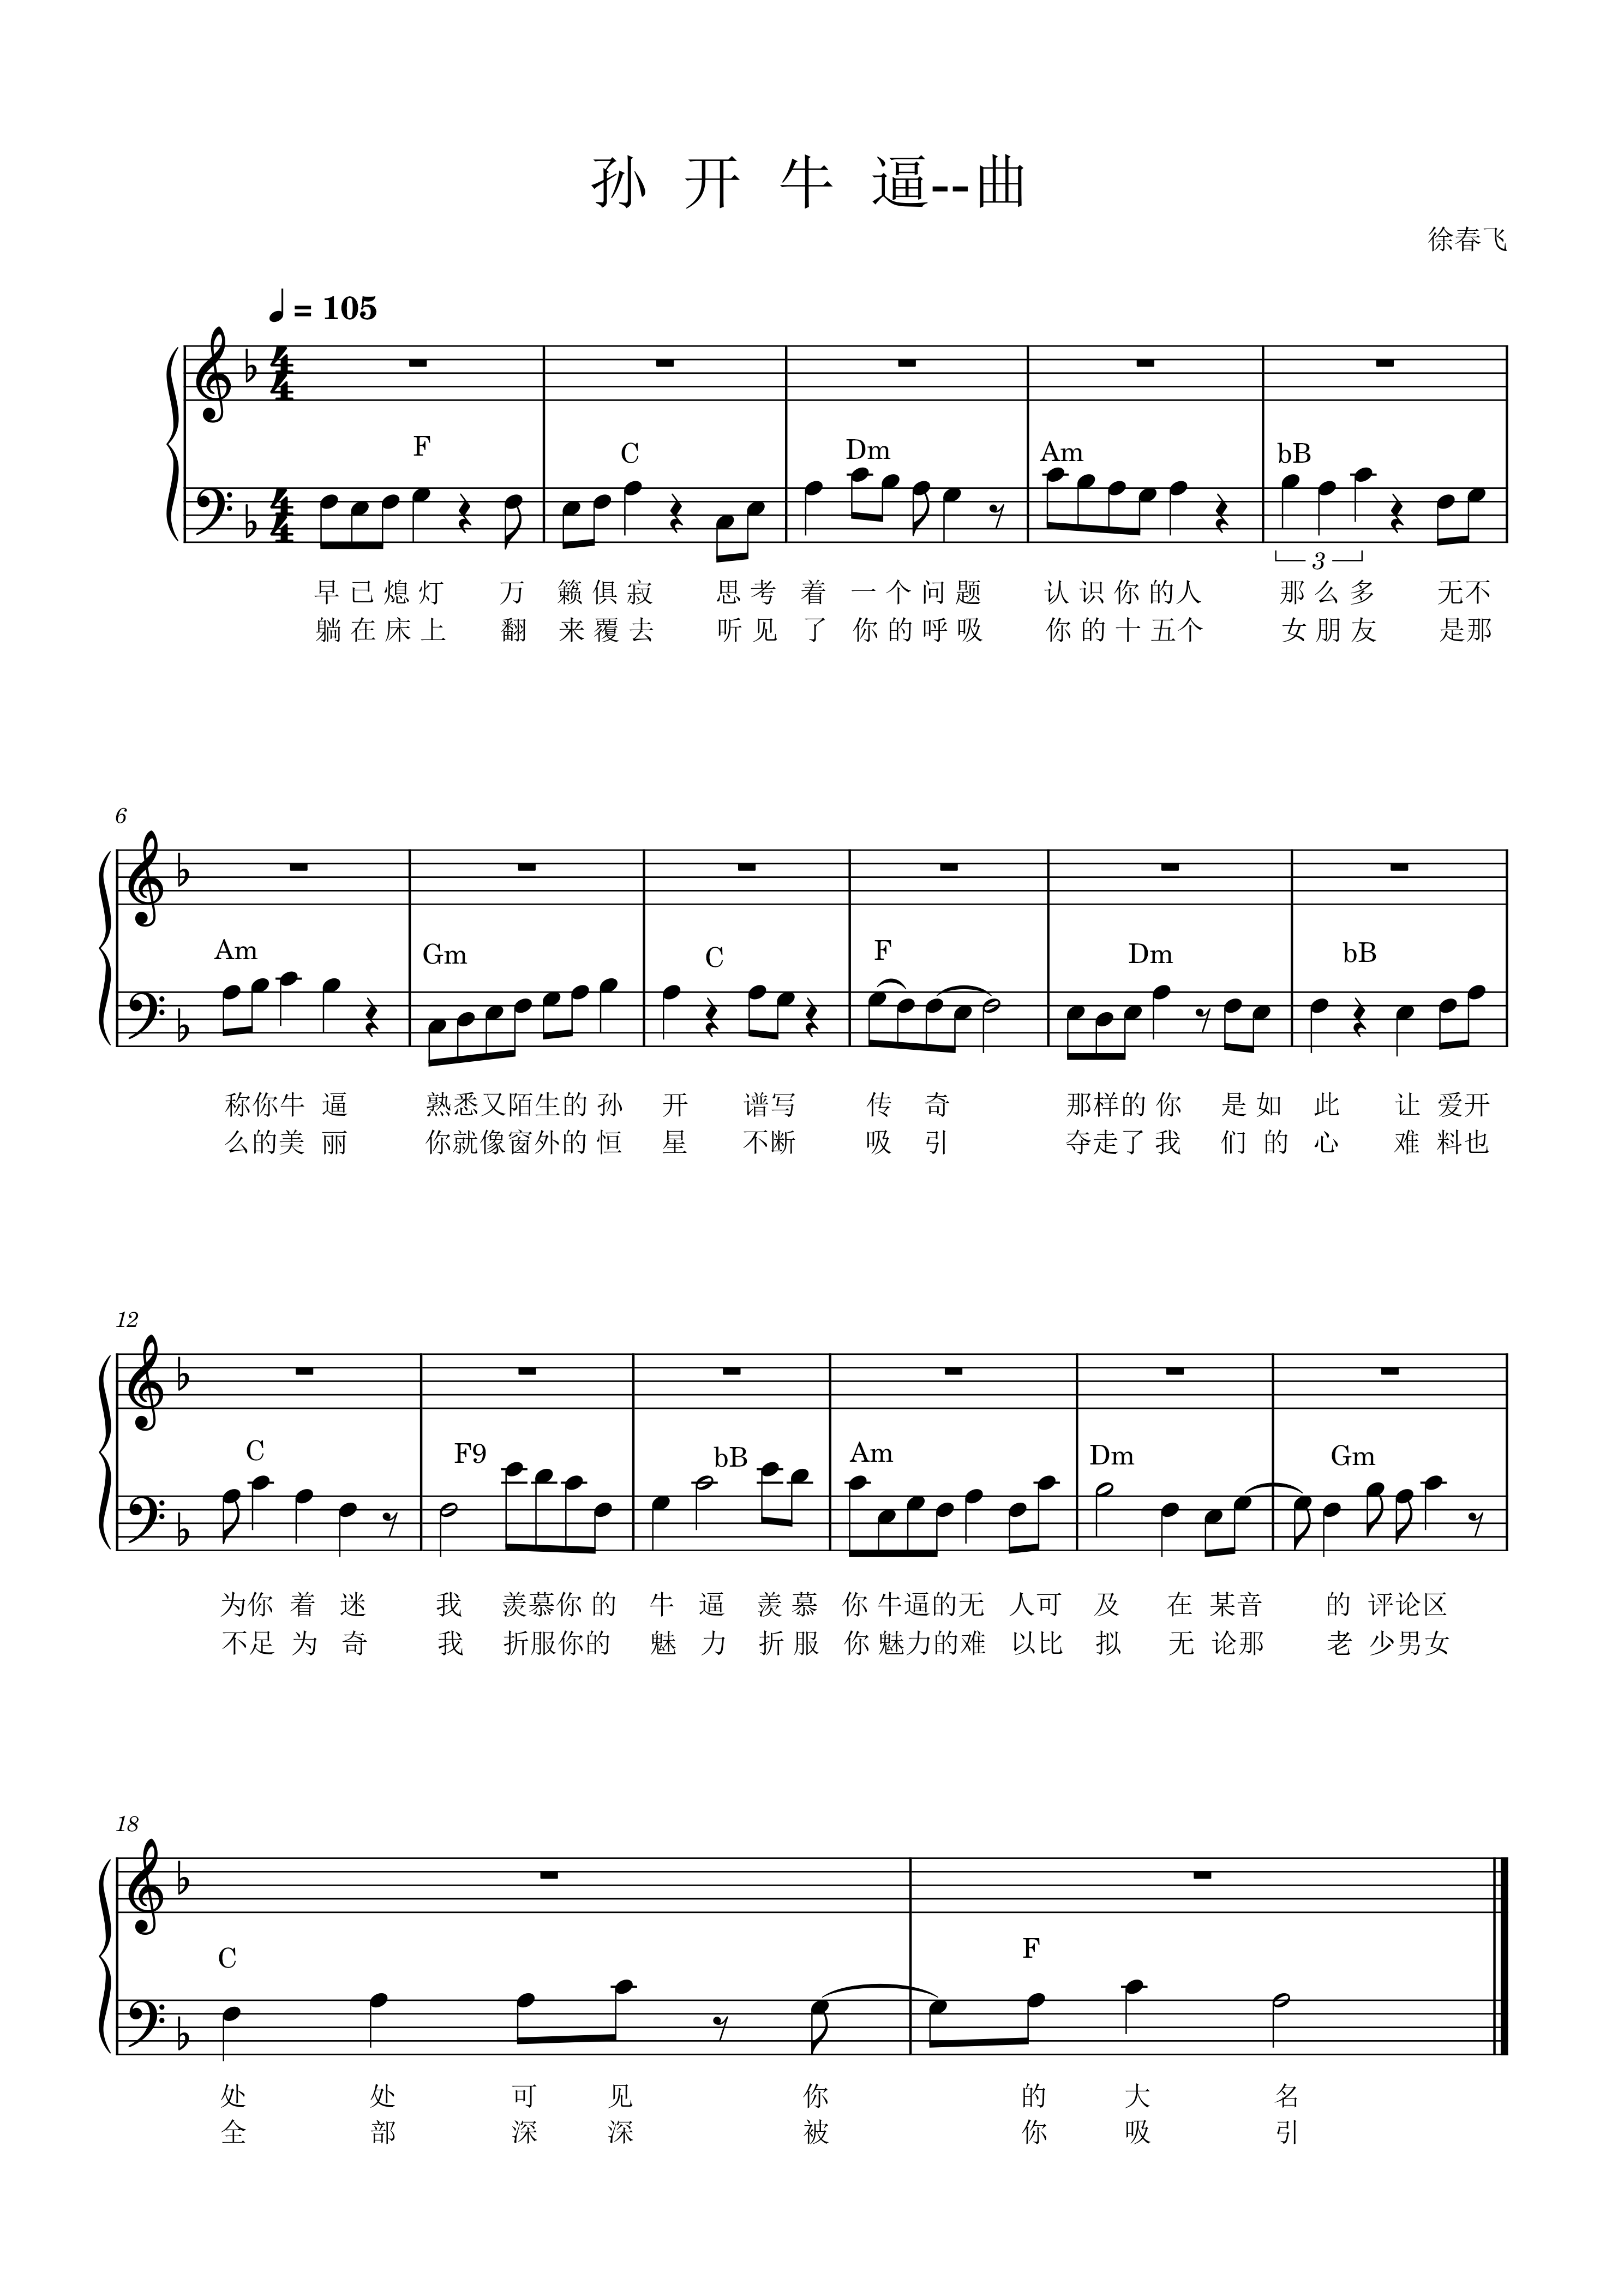 孙 开 牛 逼--曲
徐春飞
= 105
F C Dm Am bB
3
早 已 熄 灯 万 籁 俱 寂 思 考 着 一 个 问 题 认 识 你 的人 那 么 多 无不
躺 在 床 上 翻 来 覆 去 听 见 了 你 的 呼 吸 你 的 十 五个 女 朋 友 是那
6
Am Gm C F Dm bB
称你牛 逼 熟悉又陌生的 孙 开 谱写 传 奇 那样的 你 是 如 此 让 爱开
么的美 丽 你就像窗外的 恒 星 不断 吸 引 夺走了 我 们 的 心 难 料也
12
C F9 bB Am Dm Gm
为你 着 迷 我 羡慕你 的 牛 逼 羡 慕 你 牛逼的无 人可 及 在 某音 的 评论区
不足 为 奇 我 折服你的 魅 力 折 服 你 魅力的难 以比 拟 无 论那 老 少男女
18
C F
处 处 可 见 你 的 大 名
全 部 深 深 被 你 吸 引